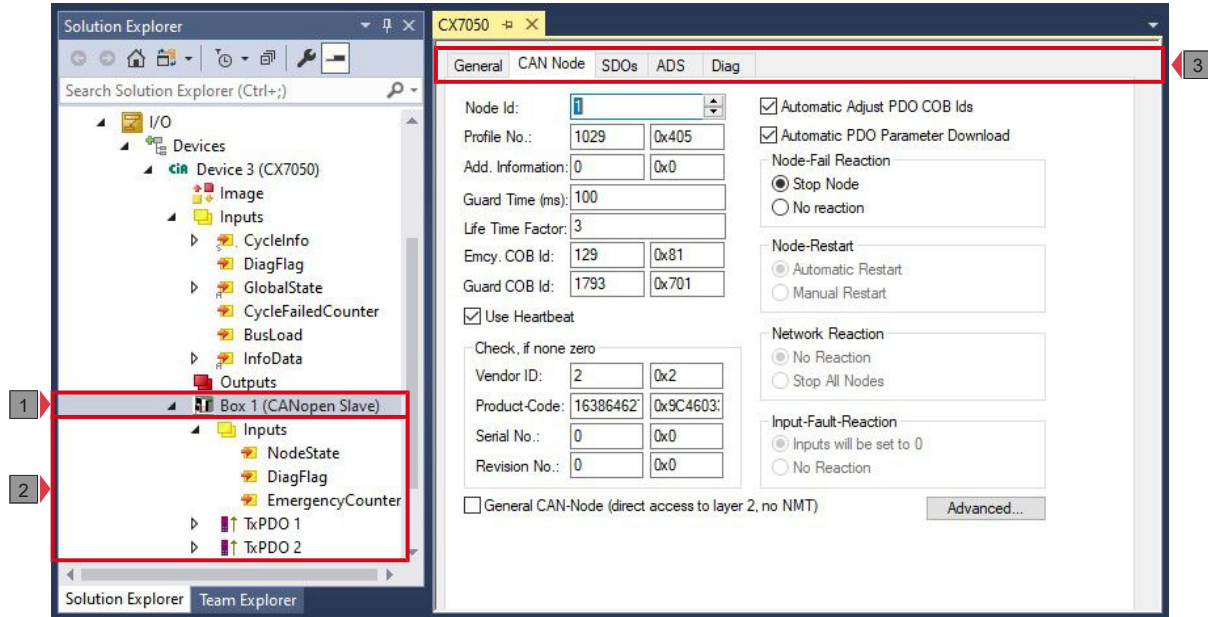 Solution Explorer
Search Solution Explorer (Ctrl+;)
I/O
Devices
CiA Device 3 (CX7050)
Image
Inputs
CycleInfo
DiagFlag
GlobalState
CycleFailedCounter
BusLoad
InfoData
Outputs
1
Box 1 (CANopen Slave)
Inputs
NodeState
DiagFlag
2
EmergencyCounter
TxPDO 1
TxPDO 2
Solution Explorer Team Explorer
CX7050
General CAN Node SDOs ADS Diag
3
Node Id: 1
Profile No.: 1029 0x405
Add. Information: 0 0x0
Guard Time (ms): 100
Life Time Factor: 3
Emcy. COB Id: 129 0x81
Guard COB Id: 1793 0x701
Use Heartbeat
Check, if none zero
Vendor ID: 2 0x2
Product-Code: 16386462 0x9C4603
Serial No.: 0 0x0
Revision No.: 0 0x0
General CAN-Node (direct access to layer 2, no NMT)
Automatic Adjust PDO COB Ids
Automatic PDO Parameter Download
Node-Fail Reaction
Stop Node
No reaction
Node-Restart
Automatic Restart
Manual Restart
Network Reaction
No Reaction
Stop All Nodes
Input-Fault-Reaction
Inputs will be set to 0
No Reaction
Advanced...